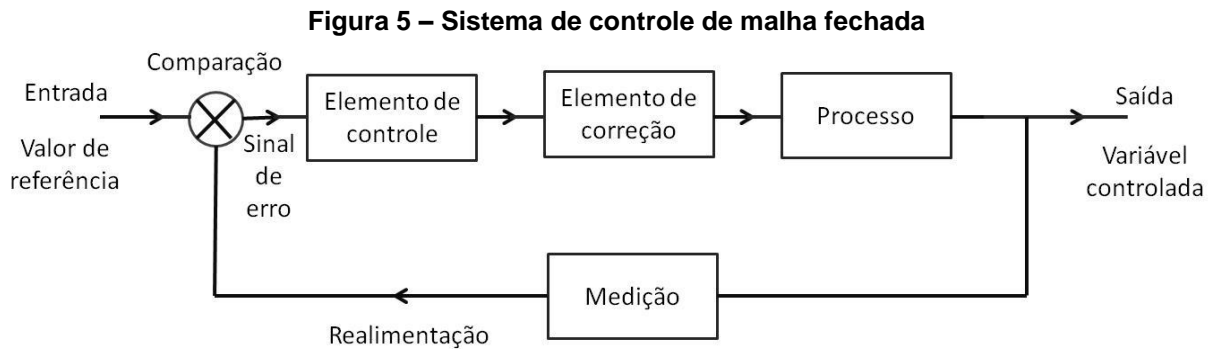 Figura 5 – Sistema de controle de malha fechada
Comparação
Entrada
Valor de
referência
Sinal
de
erro
Elemento de
controle
Elemento de
correção
Processo
Saída
Variável
controlada
Medição
Realimentação